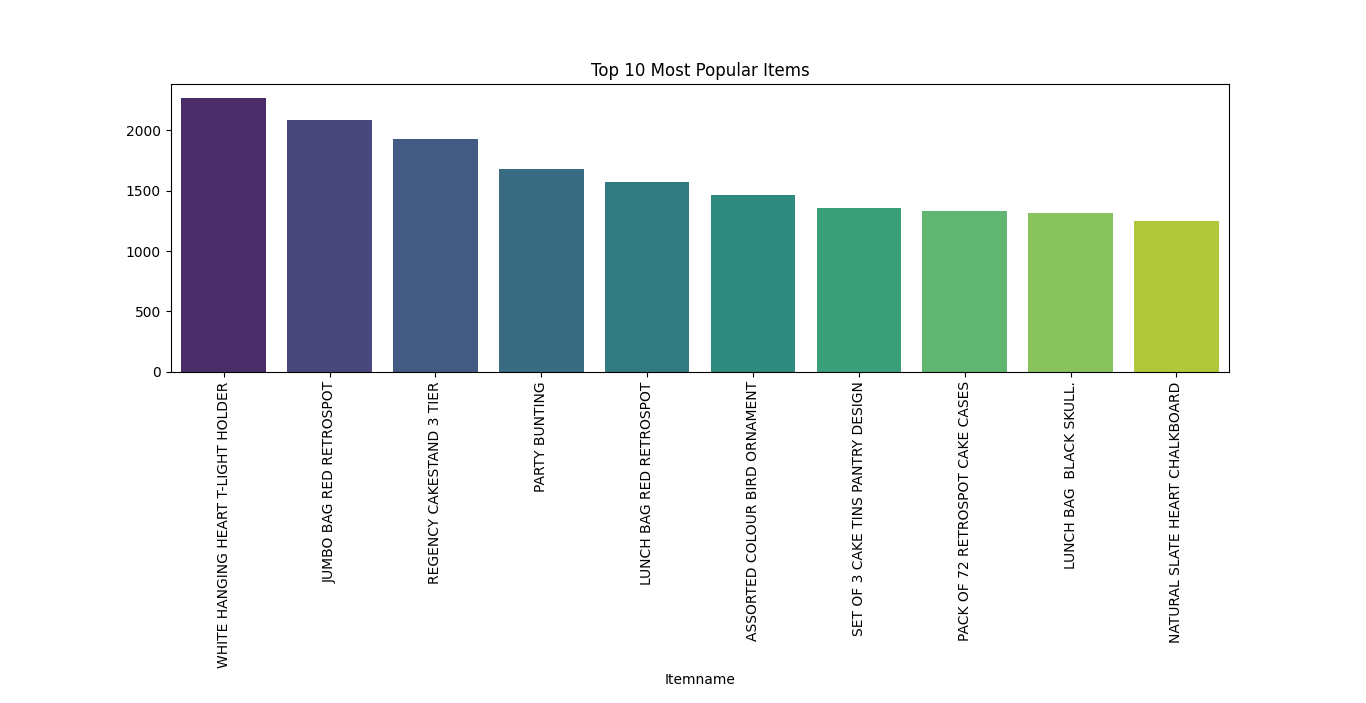 Top 10 Most Popular Items
2000
1500
1000
500
0
WHITE HANGING HEART T-LIGHT HOLDER
JUMBO BAG RED RETROSPOT
REGENCY CAKESTAND 3 TIER
PARTY BUNTING
LUNCH BAG RED RETROSPOT
ASSORTED COLOUR BIRD ORNAMENT
SET OF 3 CAKE TINS PANTRY DESIGN
PACK OF 72 RETROSPOT CAKE CASES
LUNCH BAG  BLACK SKULL.
NATURAL SLATE HEART CHALKBOARD
Itemname